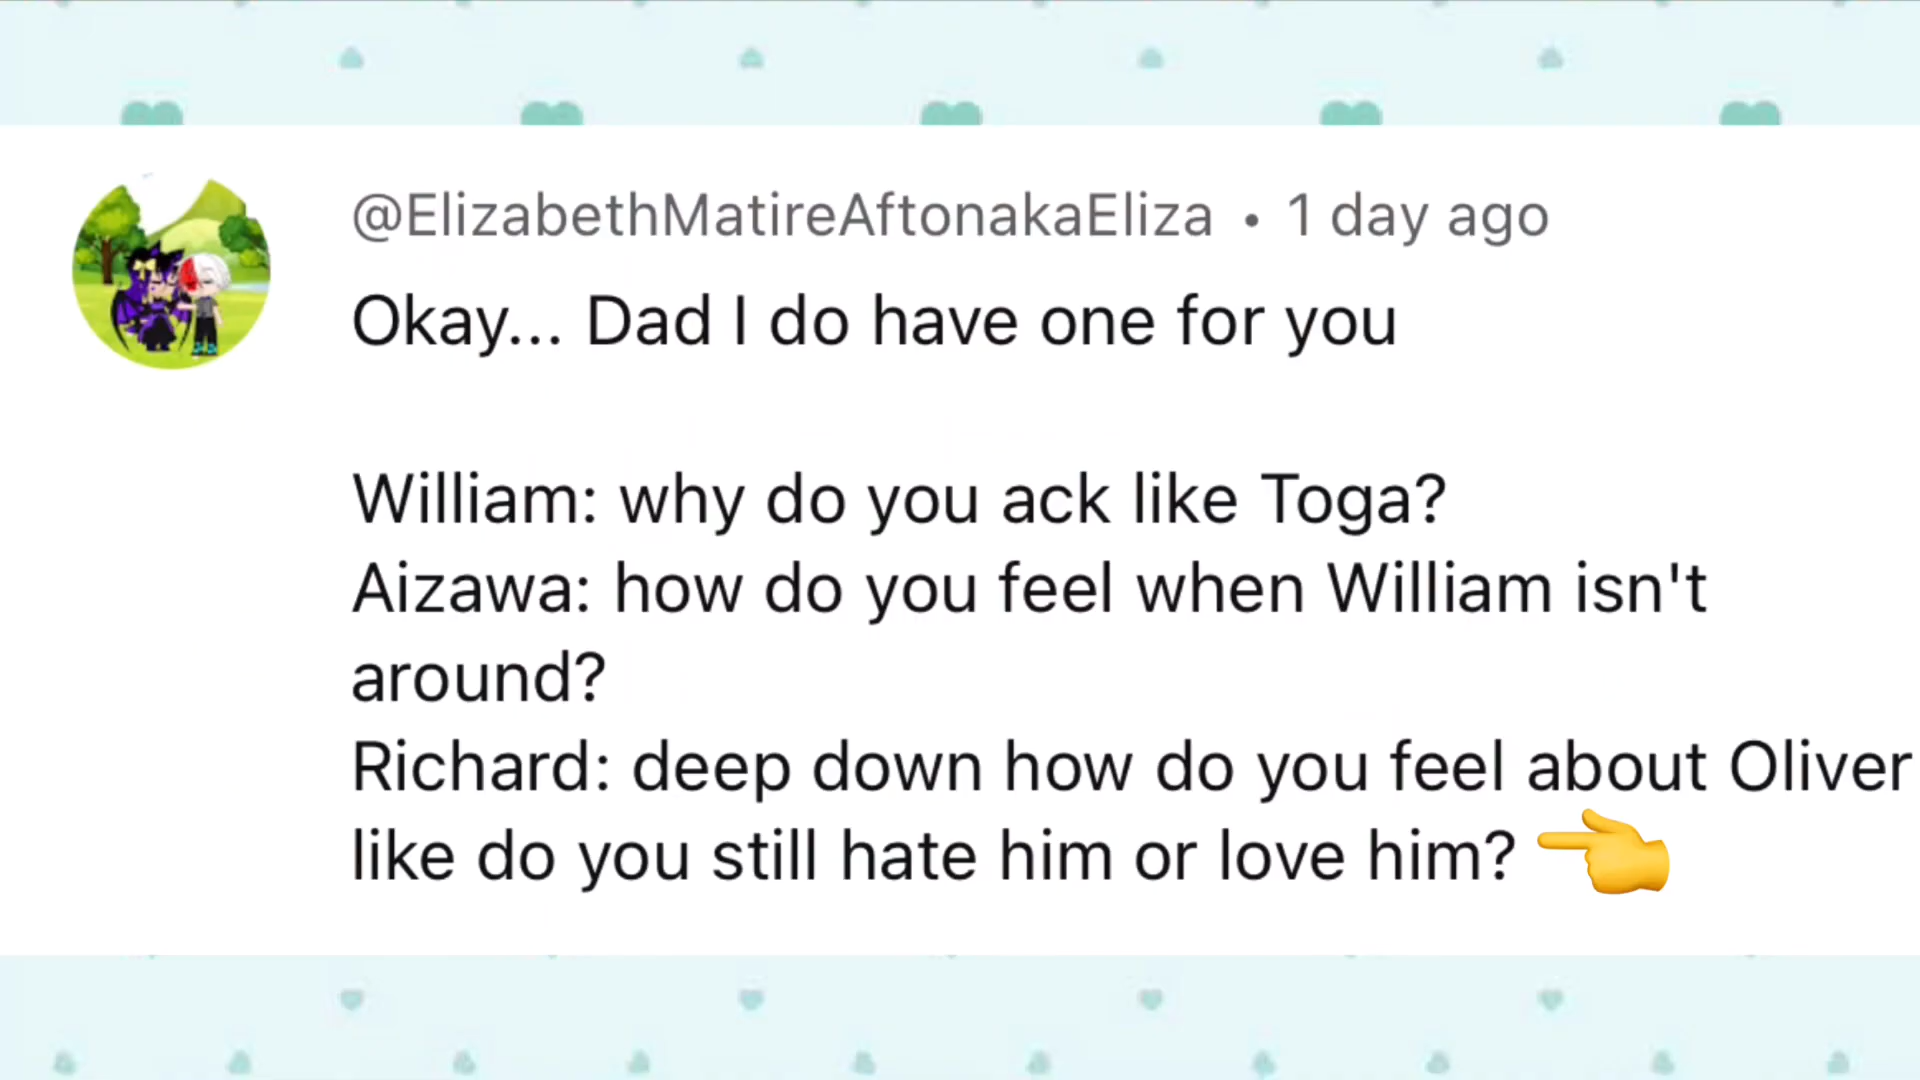 @ElizabethMatireAftonakaEliza • 1 day ago
Okay... Dad I do have one for you
William: why do you ack like Toga?
Aizawa: how do you feel when William isn't
around?
Richard: deep down how do you feel about Oliver
like do you still hate him or love him? 👈